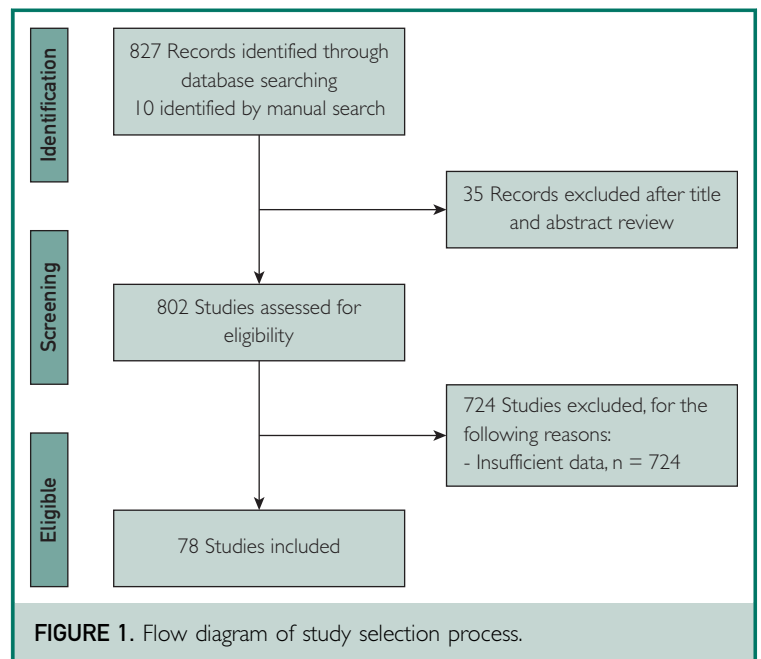 Identification
827 Records identified through
database searching
10 identified by manual search
35 Records excluded after title
and abstract review
Screening
802 Studies assessed for
eligibility
724 Studies excluded, for the
following reasons:
- Insufficient data, n = 724
Eligible
78 Studies included
FIGURE 1. Flow diagram of study selection process.